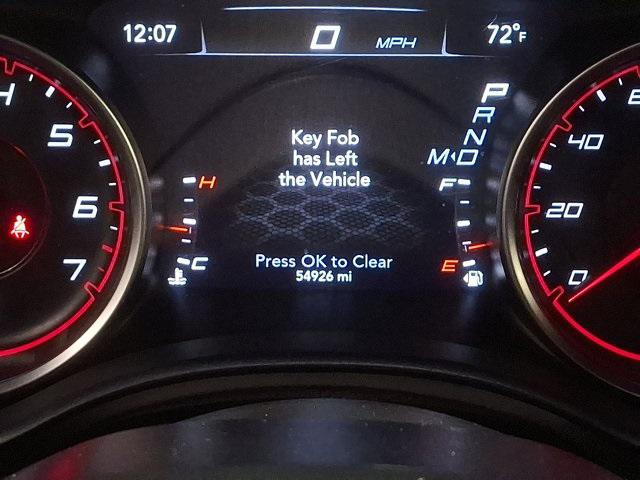 12:07
0 MPH
72°F
P
R
N
M D
Key Fob
has Left
the Vehicle
Press OK to Clear
54926 mi
H
C
F
E
4
5
6
7
40
20
0